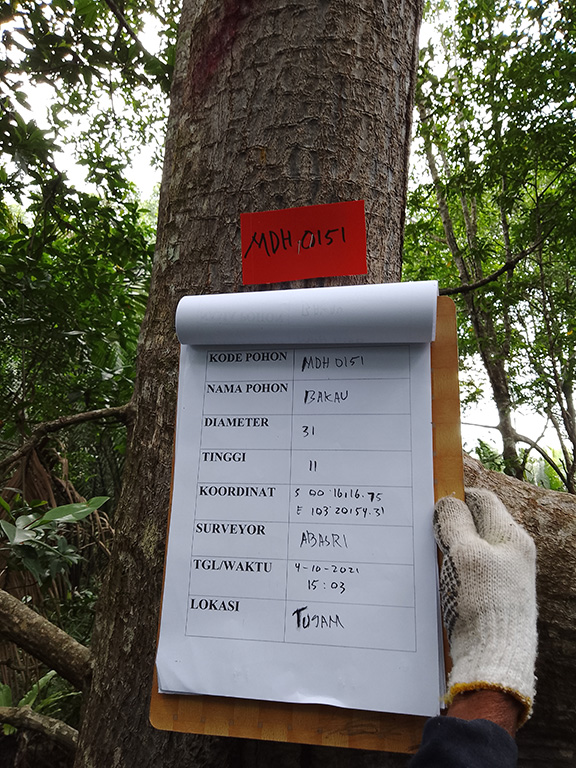 MDH 0151
KODE POHON MDH 0151
NAMA POHON BAKAU
DIAMETER 31
TINGGI 11
KOORDINAT S 00 16'16.75
E 103 20'54.31
SURVEYOR ABASRI
TGL/WAKTU 4-10-2021
15:03
LOKASI TUJAM